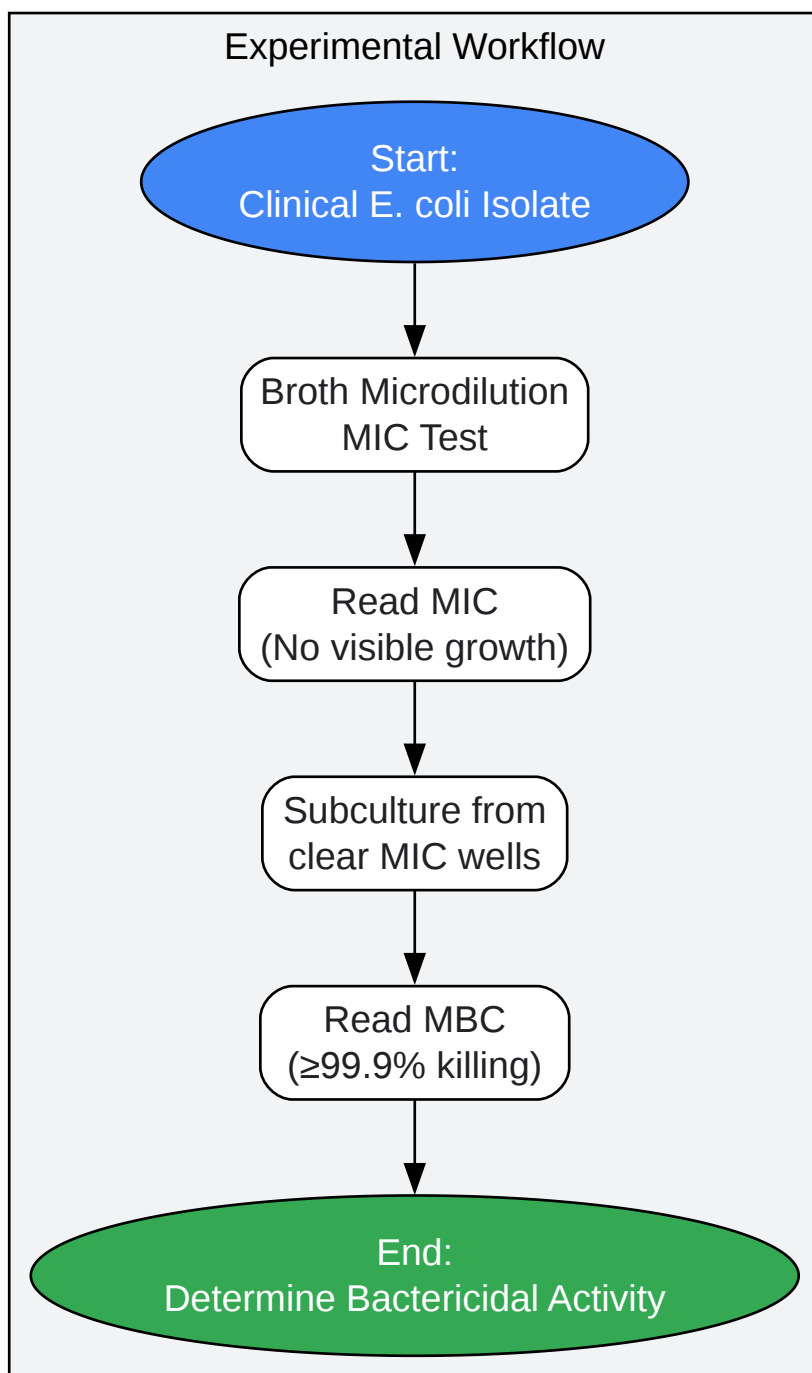 Experimental Workflow
Start:
Clinical E. coli Isolate
Broth Microdilution
MIC Test
Read MIC
(No visible growth)
Subculture from
clear MIC wells
Read MBC
(≥99.9% killing)
End:
Determine Bactericidal Activity